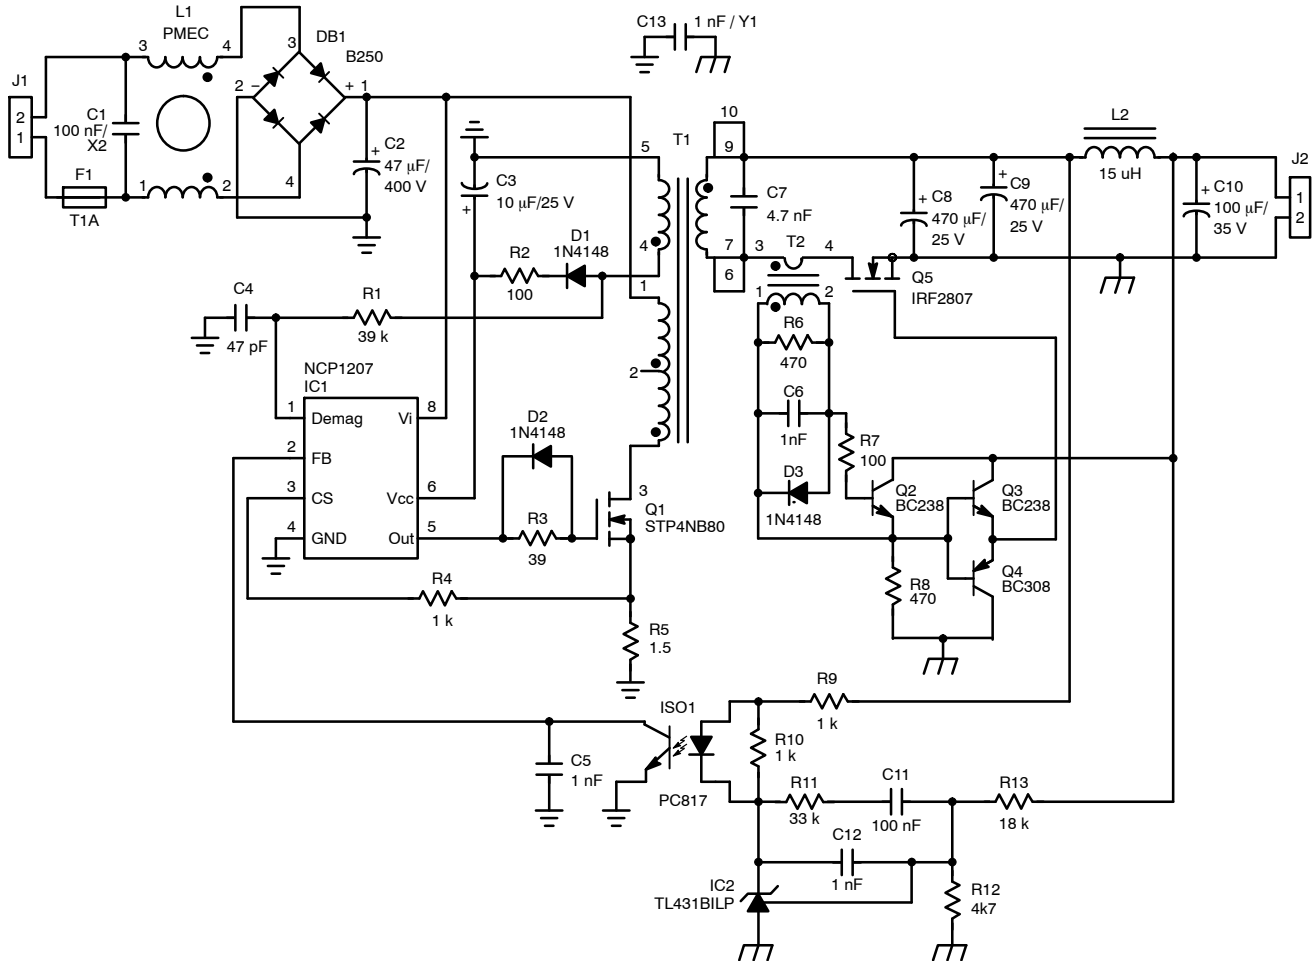 L1
PMEC
3
4
3
DB1
B250
C13
1 nF / Y1
J1
2
1
C1
100 nF/
X2
2
−
+ 1
F1
T1A
1
2
4
+
C2
47 µF/
400 V
5
C3
10 µF/25 V
+
T1
10
9
C7
4.7 nF
7
6
+
C8
470 µF/
25 V
+
C9
470 µF/
25 V
L2
15 uH
+
C10
100 µF/
35 V
J2
1
2
4
D1
1N4148
R2
100
1
3
T2
4
1
2
Q5
IRF2807
C4
47 pF
R1
39 k
R6
470
2
NCP1207
IC1
1
Demag
Vi
8
2
FB
3
CS
Vcc
6
4
GND
Out
5
D2
1N4148
R3
39
3
Q1
STP4NB80
C6
1nF
R7
100
D3
1N4148
Q2
BC238
Q3
BC238
Q4
BC308
R8
470
R4
1 k
R5
1.5
R9
1 k
ISO1
PC817
R10
1 k
C5
1 nF
R11
33 k
C11
100 nF
R13
18 k
C12
1 nF
IC2
TL431BILP
R12
4k7